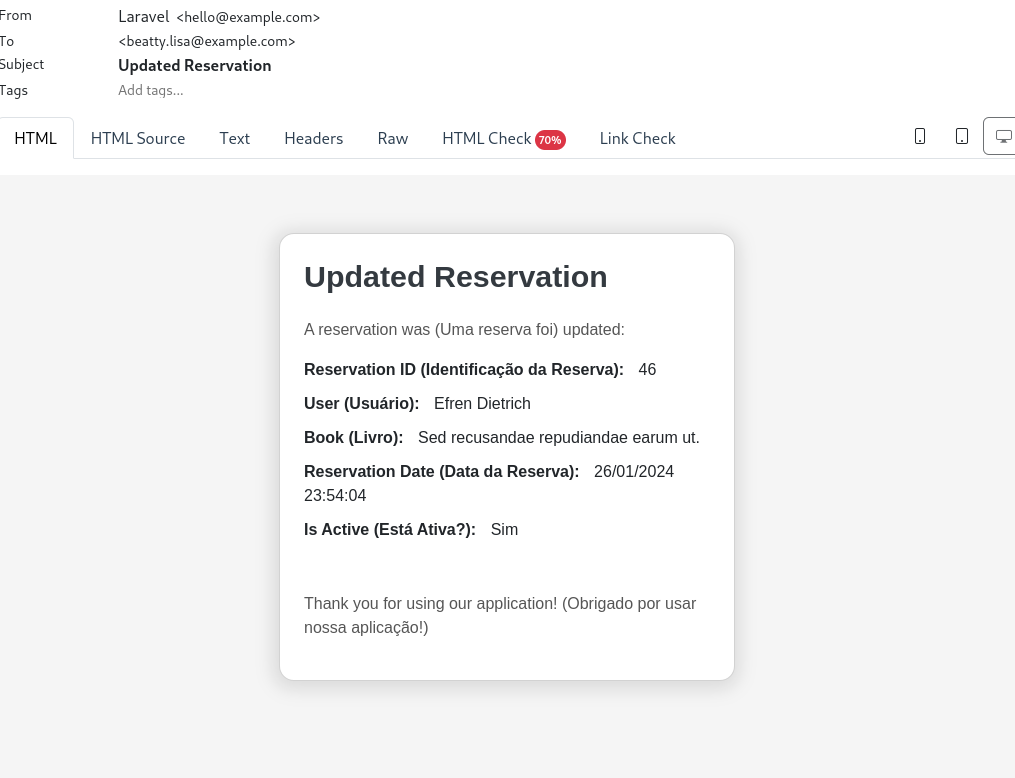 From Laravel <hello@example.com>
To <beatty.lisa@example.com>
Subject Updated Reservation
Tags Add tags...
HTML HTML Source Text Headers Raw HTML Check 70% Link Check
Updated Reservation
A reservation was (Uma reserva foi) updated:
Reservation ID (Identificação da Reserva): 46
User (Usuário): Efren Dietrich
Book (Livro): Sed recusandae repudiandae earum ut.
Reservation Date (Data da Reserva): 26/01/2024
23:54:04
Is Active (Está Ativa?): Sim
Thank you for using our application! (Obrigado por usar
nossa aplicação!)